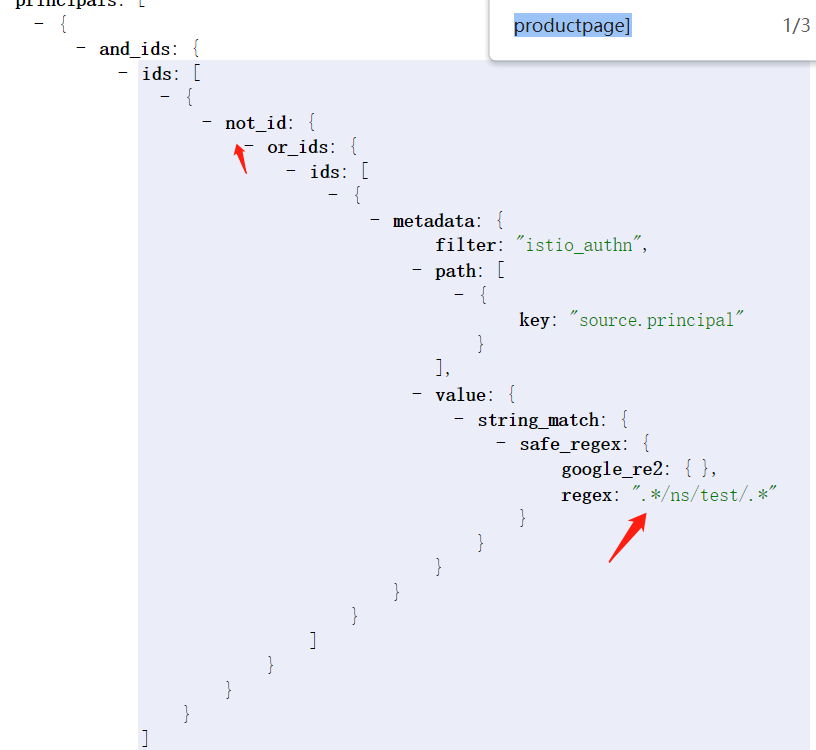 principals: [
- {
- and_ids: {
- ids: [
- {
- not_id: {
- or_ids: {
- ids: [
- {
- metadata: {
filter: "istio_authn",
- path: [
- {
key: "source.principal"
}
],
- value: {
- string_match: {
- safe_regex: {
google_re2: { },
regex: ".*/ns/test/.*"
}
}
}
}
}
]
}
}
}
]
productpage] 1/3